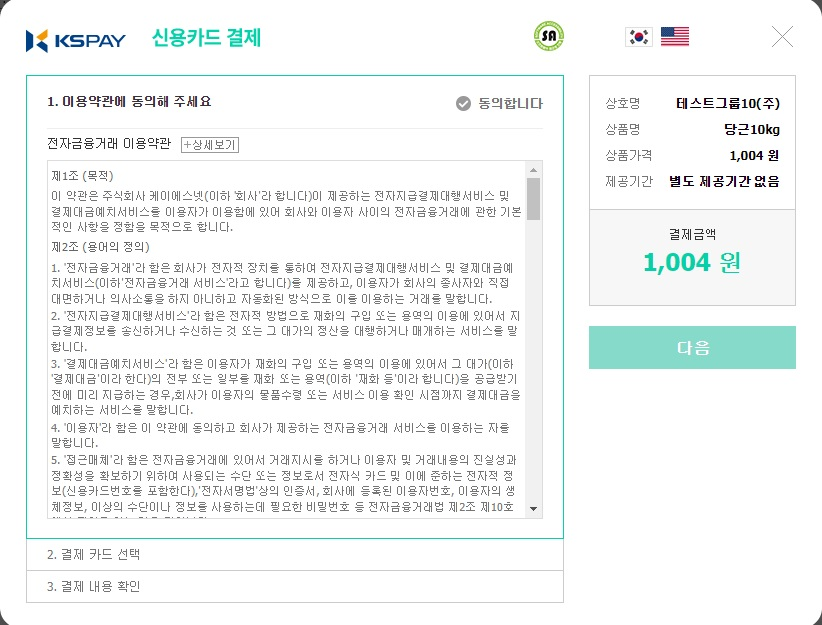 KSPAY 신용카드 결제
SA
1. 이용약관에 동의해 주세요
동의합니다
전자금융거래 이용약관 +상세보기
제1조 (목적)
이 약관은 주식회사 케이에스넷(이하 '회사'라 합니다)이 제공하는 전자지급결제대행서비스 및
결제대금예치서비스를 이용자가 이용함에 있어 회사와 이용자 사이의 전자금융거래에 관한 기본
적인 사항을 정함을 목적으로 합니다.
제2조 (용어의 정의)
1. '전자금융거래'라 함은 회사가 전자적 장치를 통하여 전자지급결제대행서비스 및 결제대금예
치서비스(이하'전자금융거래 서비스'라고 합니다)를 제공하고, 이용자가 회사의 종사자와 직접
대면하거나 의사소통을 하지 아니하고 자동화된 방식으로 이를 이용하는 거래를 말합니다.
2. '전자지급결제대행서비스'라 함은 전자적 방법으로 재화의 구입 또는 용역의 이용에 있어서 지
급결제정보를 송신하거나 수신하는 것 또는 그 대가의 정산을 대행하거나 매개하는 서비스를 말
합니다.
3. '결제대금예치서비스'라 함은 이용자가 재화의 구입 또는 용역의 이용에 있어서 그 대가(이하
'결제대금'이라 한다)의 전부 또는 일부를 재화 또는 용역(이하 '재화 등'이라 합니다)을 공급받기
전에 미리 지급하는 경우,회사가 이용자의 물품수령 또는 서비스 이용 확인 시점까지 결제대금을
예치하는 서비스를 말합니다.
4. '이용자'라 함은 이 약관에 동의하고 회사가 제공하는 전자금융거래 서비스를 이용하는 자를
말합니다.
5. '접근매체'라 함은 전자금융거래에 있어서 거래지시를 하거나 이용자 및 거래내용의 진실성과
정확성을 확보하기 위하여 사용되는 수단 또는 정보로서 전자식 카드 및 이에 준하는 전자적 정
보(신용카드번호를 포함한다),'전자서명법'상의 인증서, 회사에 등록된 이용자번호, 이용자의 생
체정보, 이상의 수단이나 정보를 사용하는데 필요한 비밀번호 등 전자금융거래법 제2조 제10호
2. 결제 카드 선택
3. 결제 내용 확인
상호명 테스트그룹10(주)
상품명 당근10kg
상품가격 1,004 원
제공기간 별도 제공기간 없음
결제금액
1,004 원
다음